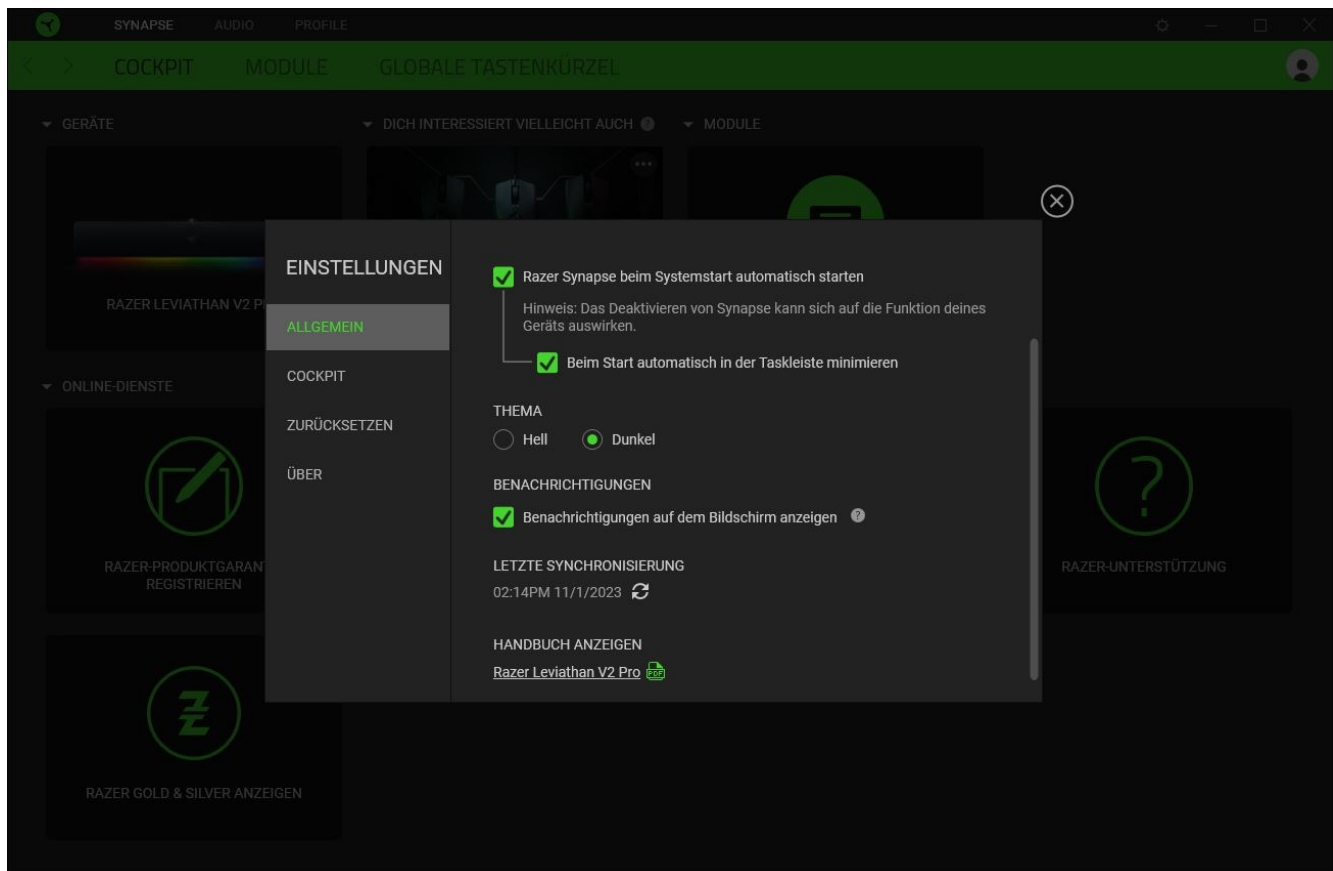 SYNAPSE AUDIO PROFILE
COCKPIT MODULE GLOBALE TASTENKÜRZEL
GERÄTE
DICH INTERESSIERT VIELLEICHT AUCH ?
MODULE
RAZER LEVIATHAN V2 P
ONLINE-DIENSTE
RAZER-PRODUKTGARAN
REGISTRIEREN
RAZER-UNTERSTÜTZUNG
RAZER GOLD & SILVER ANZEIGEN
EINSTELLUNGEN
ALLGEMEIN
COCKPIT
ZURÜCKSETZEN
ÜBER
Razer Synapse beim Systemstart automatisch starten
Hinweis: Das Deaktivieren von Synapse kann sich auf die Funktion deines
Geräts auswirken.
Beim Start automatisch in der Taskleiste minimieren
THEMA
Hell Dunkel
BENACHRICHTIGUNGEN
Benachrichtigungen auf dem Bildschirm anzeigen ?
LETZTE SYNCHRONISIERUNG
02:14PM 11/1/2023
HANDBUCH ANZEIGEN
Razer Leviathan V2 Pro PDF